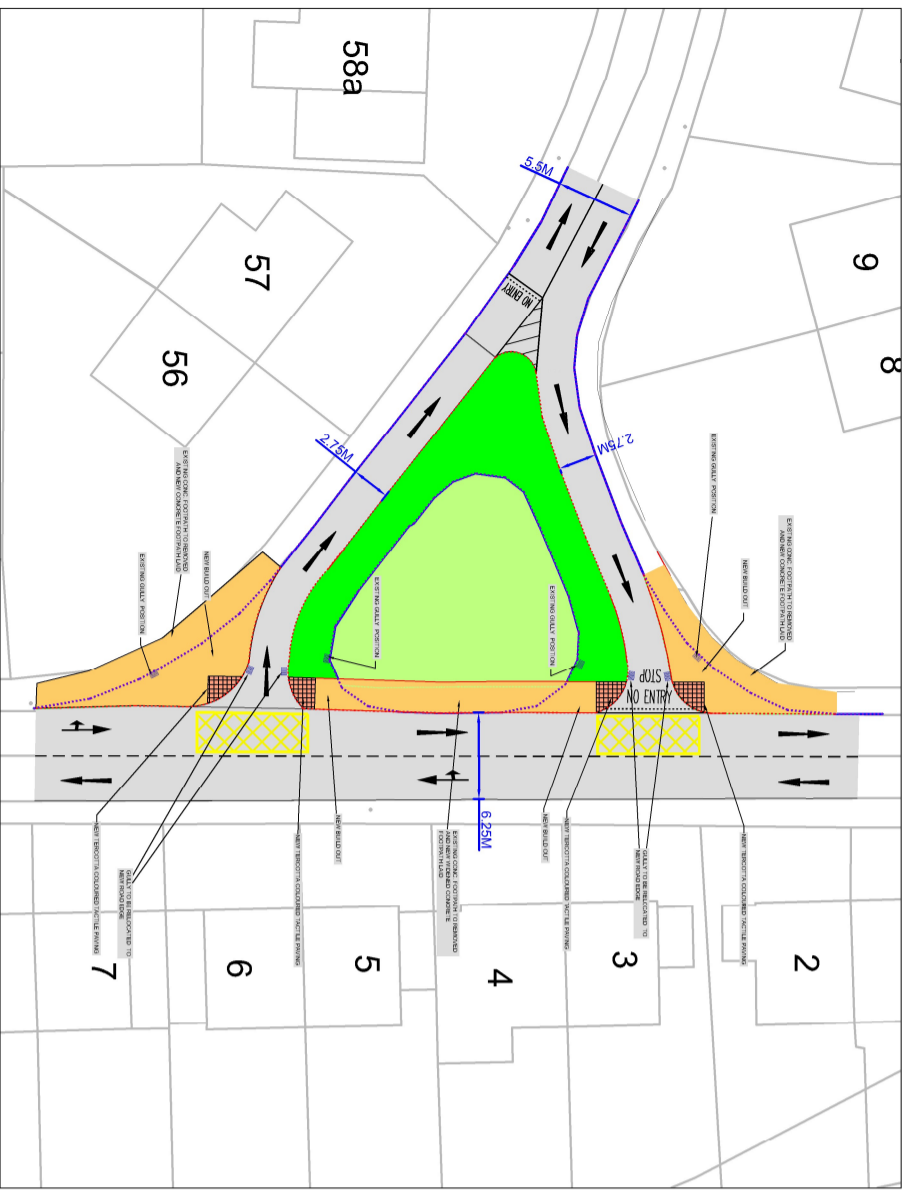 58a
9
8
57
56
5.5M
NO ENTRY
2.75M
2.75M
EXISTING GULLY POSITION
EXISTING CONC. FOOTPATH TO REMOVED
AND NEW CONCRETE FOOTPATH LAID
NEW BUILD OUT
EXISTING CONC. FOOTPATH TO REMOVED
AND NEW CONCRETE FOOTPATH LAID
NEW BUILD OUT
EXISTING GULLY POSITION
EXISTING GULLY POSITION
EXISTING GULLY POSITION
STOP
NO ENTRY
6.25M
NEW TERCOTTA COLOURED TACTILE PAVING
GULLY TO BE RELOCATED TO
NEW ROAD EDGE
NEW TERCOTTA COLOURED TACTILE PAVING
NEW BUILD OUT
EXISTING CONC. FOOTPATH TO REMOVED
AND NEW WIDENED CONCRETE
FOOTPATH LAID
NEW BUILD OUT
NEW TERCOTTA COLOURED TACTILE PAVING
GULLY TO BE RELOCATED TO
NEW ROAD EDGE
NEW TERCOTTA COLOURED TACTILE PAVING
7
6
5
4
3
2